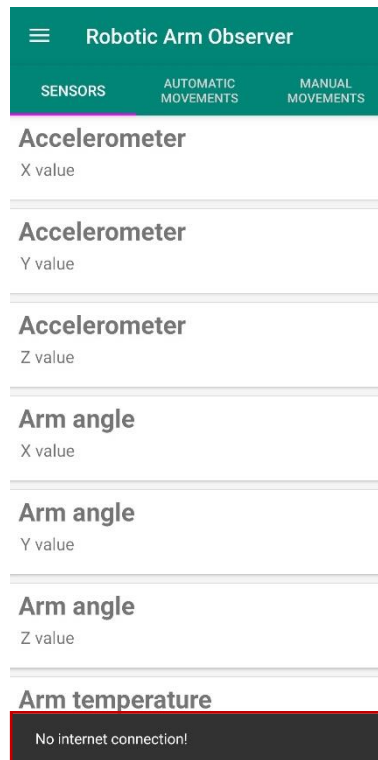 Robotic Arm Observer
SENSORS
AUTOMATIC
MOVEMENTS
MANUAL
MOVEMENTS
Accelerometer
X value
Accelerometer
Y value
Accelerometer
Z value
Arm angle
X value
Arm angle
Y value
Arm angle
Z value
Arm temperature
No internet connection!